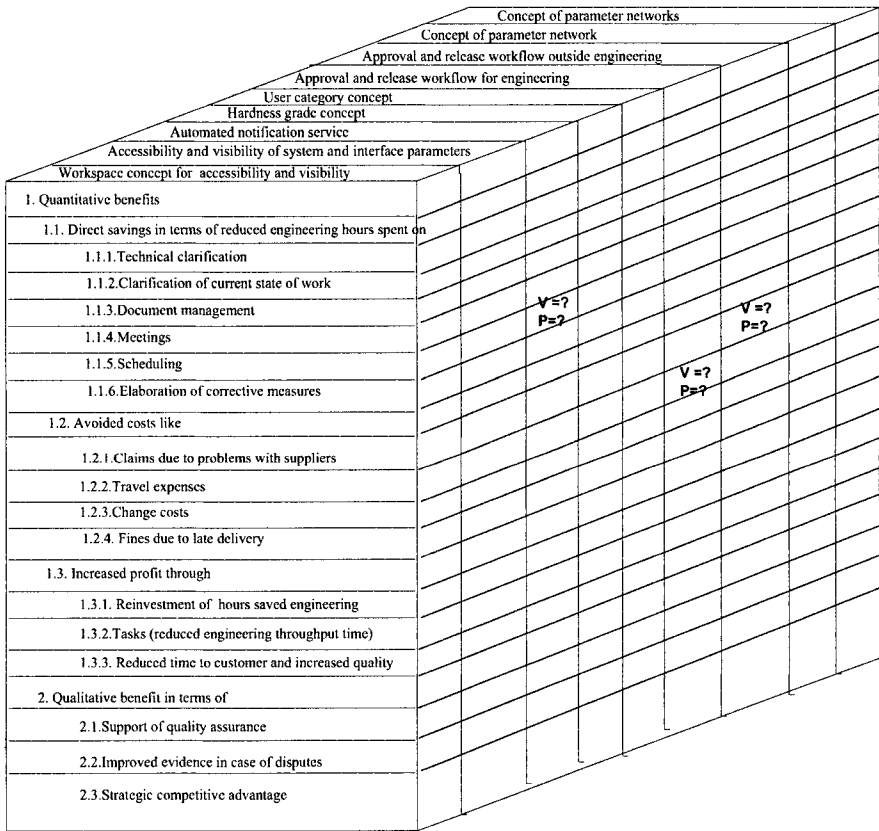 Concept of parameter networks
Concept of parameter network
Approval and release workflow outside engineering
Approval and release workflow for engineering
User category concept
Hardness grade concept
Automated notification service
Accessibility and visibility of system and interface parameters
Workspace concept for accessibility and visibility
1. Quantitative benefits
1.1. Direct savings in terms of reduced engineering hours spent on
1.1.1.Technical clarification
1.1.2.Clarification of current state of work
1.1.3.Document management
1.1.4.Meetings
1.1.5.Scheduling
1.1.6.Elaboration of corrective measures
1.2. Avoided costs like
1.2.1.Claims due to problems with suppliers
1.2.2.Travel expenses
1.2.3.Change costs
1.2.4. Fines due to late delivery
1.3. Increased profit through
1.3.1. Reinvestment of hours saved engineering
1.3.2.Tasks (reduced engineering throughput time)
1.3.3. Reduced time to customer and increased quality
2. Qualitative benefit in terms of
2.1.Support of quality assurance
2.2.Improved evidence in case of disputes
2.3.Strategic competitive advantage
V =?
P=?
V =?
P=?
V =?
P=?